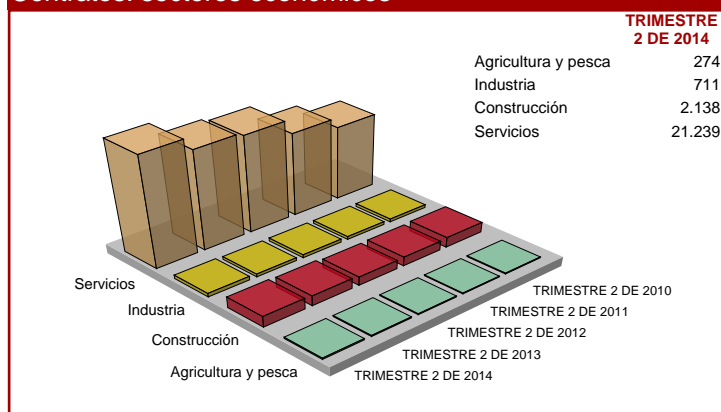 Contratos: sectores económicos
TRIMESTRE
2 DE 2014
Agricultura y pesca 274
Industria 711
Construcción 2.138
Servicios 21.239
Servicios
Industria
Construcción
Agricultura y pesca
TRIMESTRE 2 DE 2010
TRIMESTRE 2 DE 2011
TRIMESTRE 2 DE 2012
TRIMESTRE 2 DE 2013
TRIMESTRE 2 DE 2014